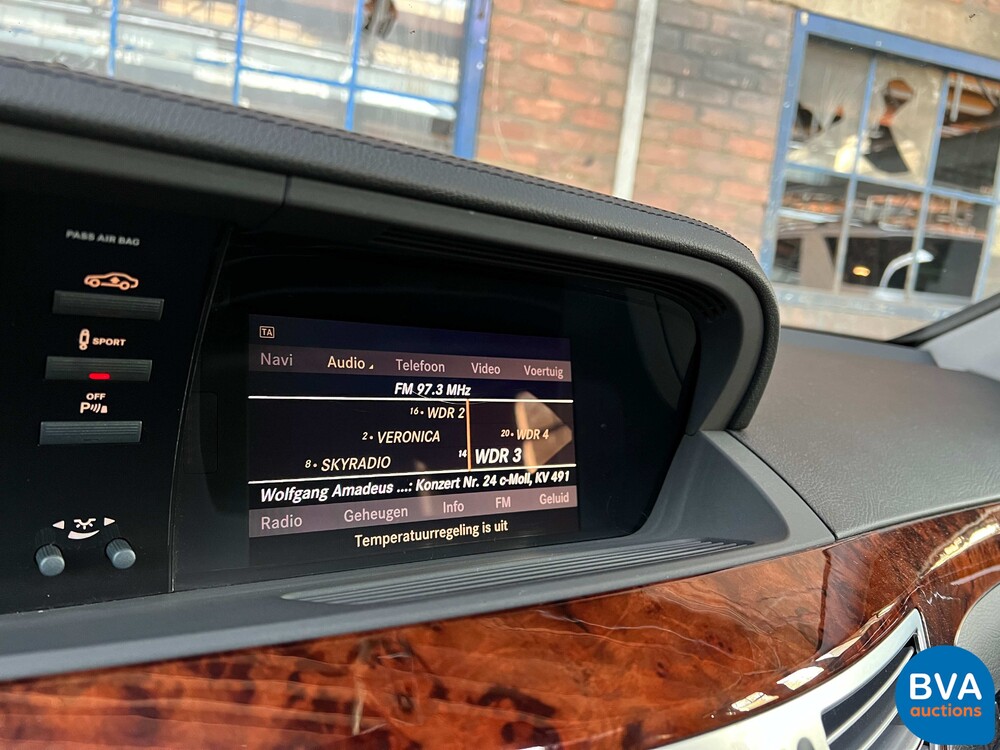 PASS AIR BAG
SPORT
OFF
P
TA
Navi Audio Telefoon Video Voertuig
FM 97.3 MHz
16• WDR 2
2• VERONICA
20• WDR 4
8• SKYRADIO
14 WDR 3
Wolfgang Amadeus ...: Konzert Nr. 24 c-Moll, KV 491
Radio Geheugen Info FM Geluid
Temperatuurregeling is uit
BVA
auctions